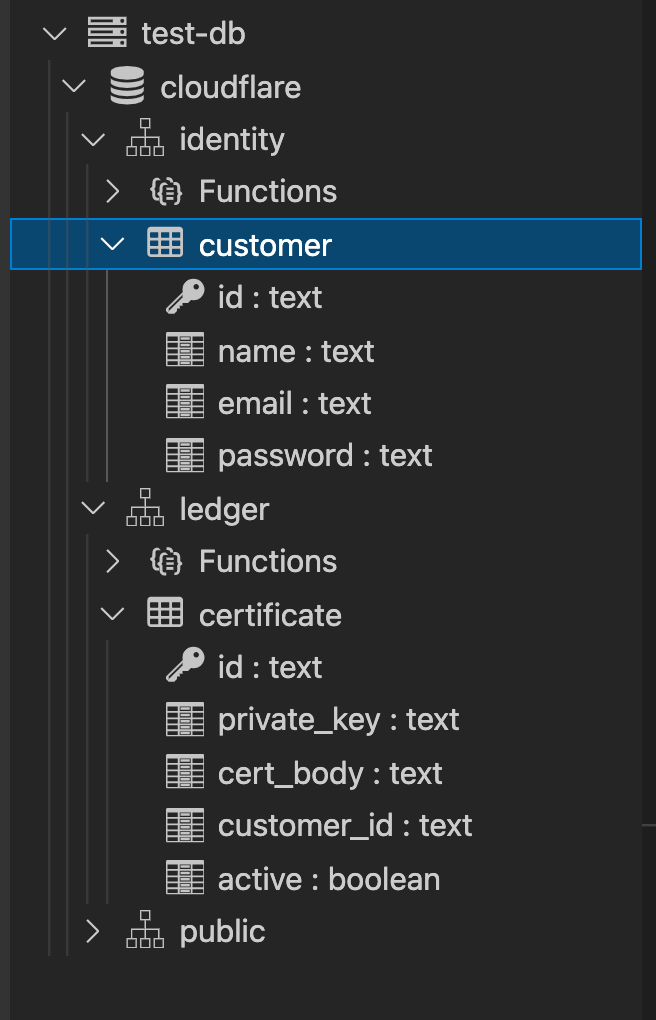 test-db
cloudflare
identity
Functions
customer
id : text
name : text
email : text
password : text
ledger
Functions
certificate
id : text
private_key : text
cert_body : text
customer_id : text
active : boolean
public